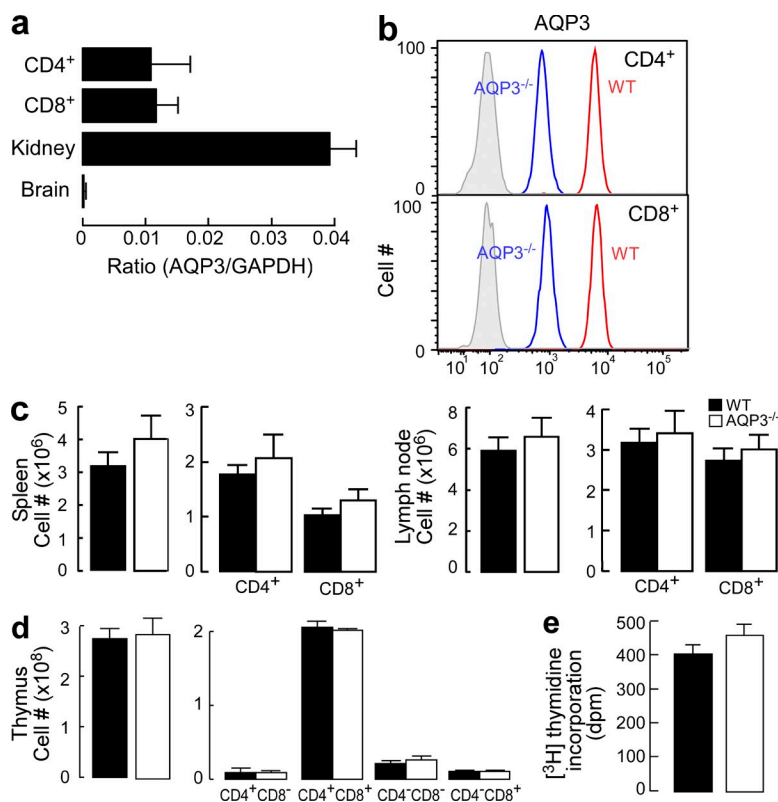 a
CD4+
CD8+
Kidney
Brain
0 0.01 0.02 0.03 0.04
Ratio (AQP3/GAPDH)
b
AQP3
100
CD4+
AQP3-/-
WT
0
100
CD8+
AQP3-/-
WT
0
Cell #
10¹ 10² 10³ 10⁴ 10⁵
c
5
4
3
2
1
0
Spleen
Cell # (x10⁶)
3
2
1
0
CD4+ CD8+
8
6
4
2
0
Lymph node
Cell # (x10⁶)
4
3
2
1
0
CD4+ CD8+
WT
AQP3-/-
d
3
2
1
0
Thymus
Cell # (x10⁸)
2
1
0
CD4+CD8- CD4+CD8+ CD4-CD8- CD4-CD8+
e
500
400
300
200
100
0
[³H] thymidine
incorporation
(dpm)